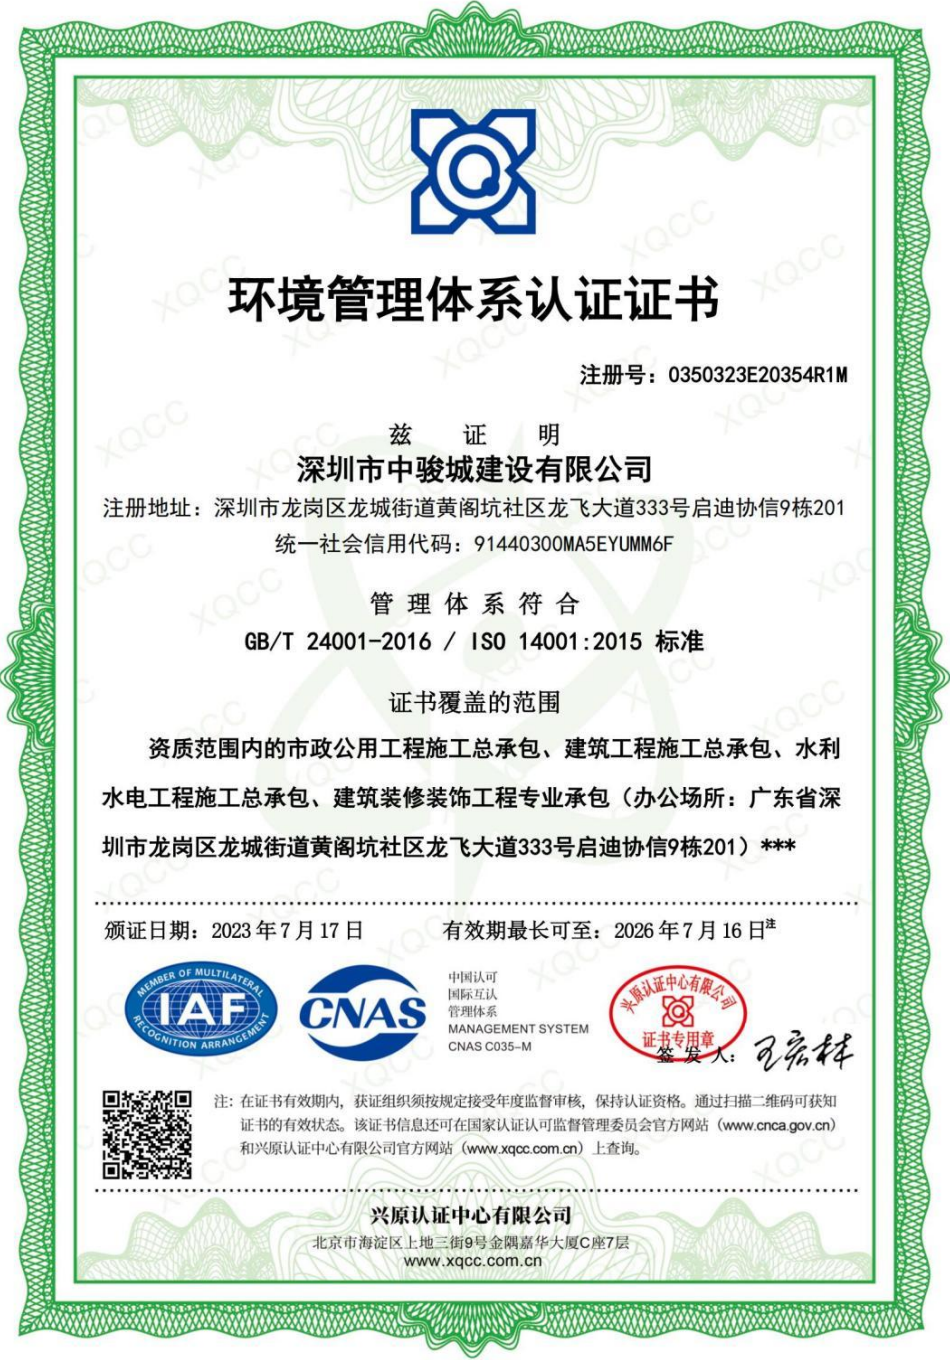 环境管理体系认证证书
注册号：0350323E20354R1M
兹 证 明
深圳市中骏城建设有限公司
注册地址：深圳市龙岗区龙城街道黄阁坑社区龙飞大道333号启迪协信9栋201
统一社会信用代码：91440300MA5EYUMM6F
管 理 体 系 符 合
GB/T 24001-2016 / ISO 14001:2015 标准
证书覆盖的范围
资质范围内的市政公用工程施工总承包、建筑工程施工总承包、水利
水电工程施工总承包、建筑装修装饰工程专业承包（办公场所：广东省深
圳市龙岗区龙城街道黄阁坑社区龙飞大道333号启迪协信9栋201）***
颁证日期：2023 年 7 月 17 日
有效期最长可至：2026 年 7 月 16 日注
MEMBER OF MULTILATERAL
IAF
RECOGNITION ARRANGEMENT
CNAS
中国认可
国际互认
管理体系
MANAGEMENT SYSTEM
CNAS C035-M
兴原认证中心有限公司
证书专用章
签 发 人：王宏林
注：在证书有效期内，获证组织须按规定接受年度监督审核，保持认证资格。通过扫描二维码可获知
证书的有效状态。该证书信息还可在国家认证认可监督管理委员会官方网站（www.cnca.gov.cn）
和兴原认证中心有限公司官方网站（www.xqcc.com.cn）上查询。
兴原认证中心有限公司
北京市海淀区上地三街9号金隅嘉华大厦C座7层
www.xqcc.com.cn